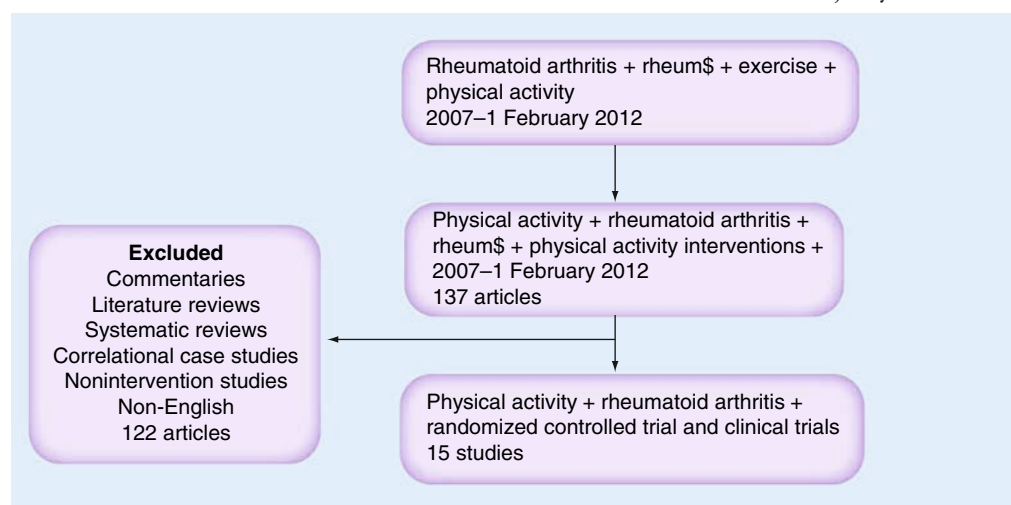 Rheumatoid arthritis + rheum$ + exercise +
physical activity
2007–1 February 2012
Physical activity + rheumatoid arthritis +
rheum$ + physical activity interventions +
2007–1 February 2012
137 articles
Excluded
Commentaries
Literature reviews
Systematic reviews
Correlational case studies
Nonintervention studies
Non-English
122 articles
Physical activity + rheumatoid arthritis +
randomized controlled trial and clinical trials
15 studies